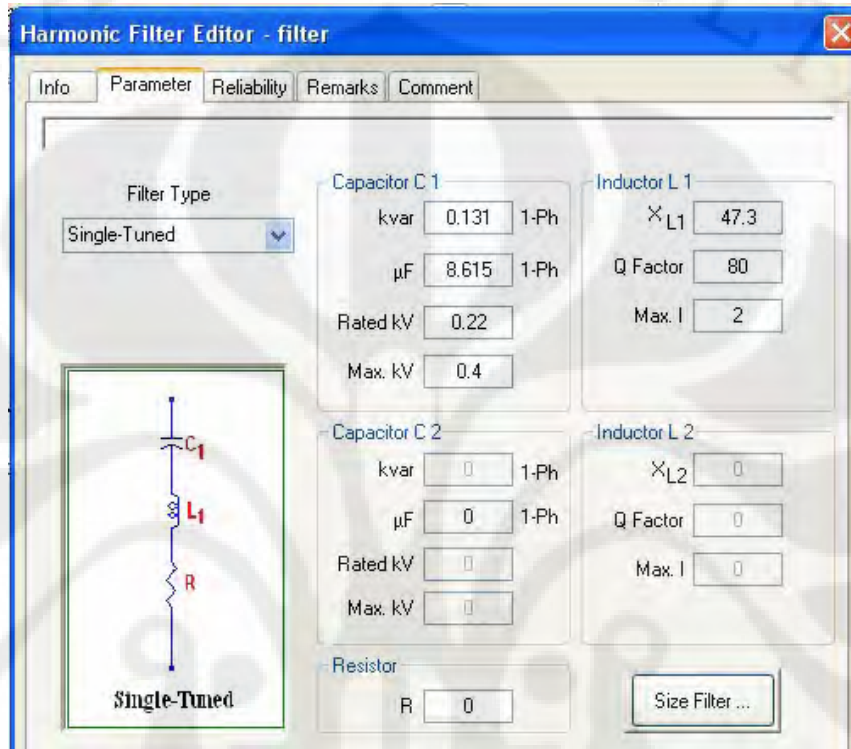 Harmonic Filter Editor - filter
Info Parameter Reliability Remarks Comment
Filter Type
Single-Tuned
Capacitor C 1
kvar 0.131 1-Ph
µF 8.615 1-Ph
Rated kV 0.22
Max. kV 0.4
Inductor L 1
XL1 47.3
Q Factor 80
Max. I 2
C1
L1
R
Single-Tuned
Capacitor C 2
kvar 0 1-Ph
µF 0 1-Ph
Rated kV 0
Max. kV 0
Inductor L 2
XL2 0
Q Factor 0
Max. I 0
Resistor
R 0
Size Filter ...